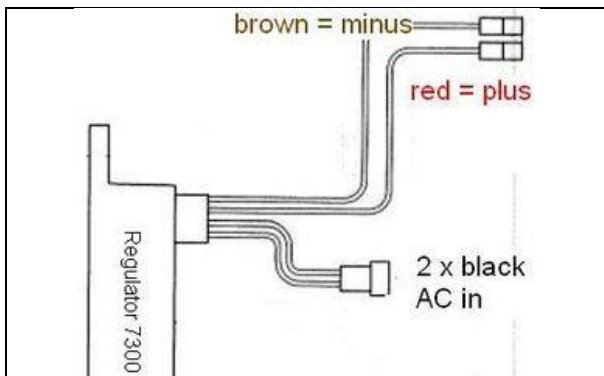 brown = minus
red = plus
2 x black
AC in
Regulator 7300